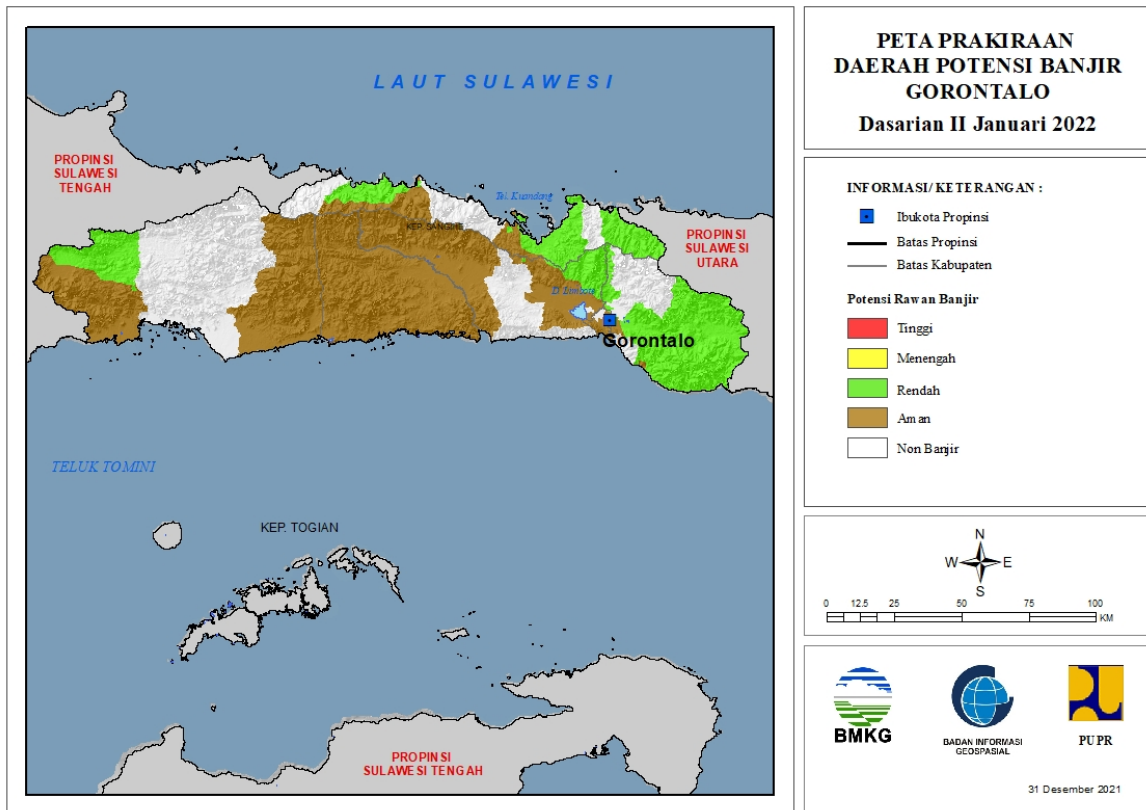 LAUT SULAWESI
PROPINSI
SULAWESI
TENGAH
Tel. Kuandang
KEP. SANGIHE
PROPINSI
SULAWESI
UTARA
Gorontalo
TELUK TOMINI
KEP. TOGIAN
PROPINSI
SULAWESI TENGAH
PETA PRAKIRAAN
DAERAH POTENSI BANJIR
GORONTALO
Dasarian II Januari 2022
INFORMASI/ KETERANGAN :
Ibukota Propinsi
Batas Propinsi
Batas Kabupaten
Potensi Rawan Banjir
Tinggi
Menengah
Rendah
Aman
Non Banjir
N
W E
S
0 12.5 25 50 75 100
KM
BMKG
BADAN INFORMASI
GEOSPASIAL
PUPR
31 Desember 2021